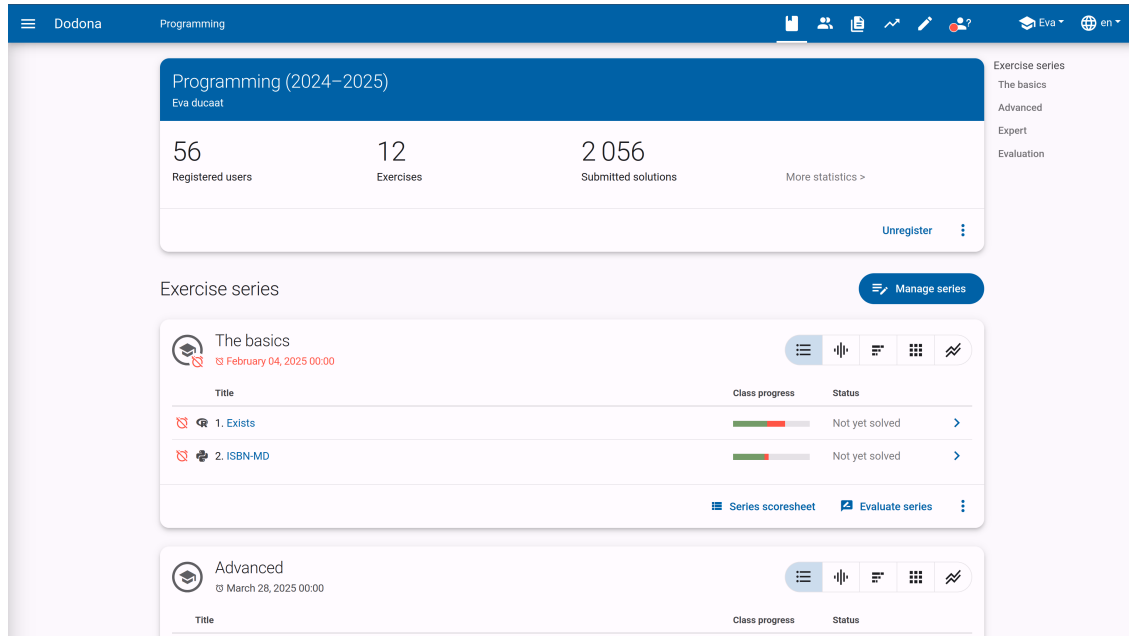 Dodona Programming ? Eva en
Programming (2024–2025)
Eva ducaat
56 12 2 056
Registered users Exercises Submitted solutions More statistics >
Unregister
Exercise series
The basics
Advanced
Expert
Evaluation
Exercise series Manage series
The basics
February 04, 2025 00:00
Title Class progress Status
1. Exists Not yet solved
2. ISBN-MD Not yet solved
Series scoresheet Evaluate series
Advanced
March 28, 2025 00:00
Title Class progress Status